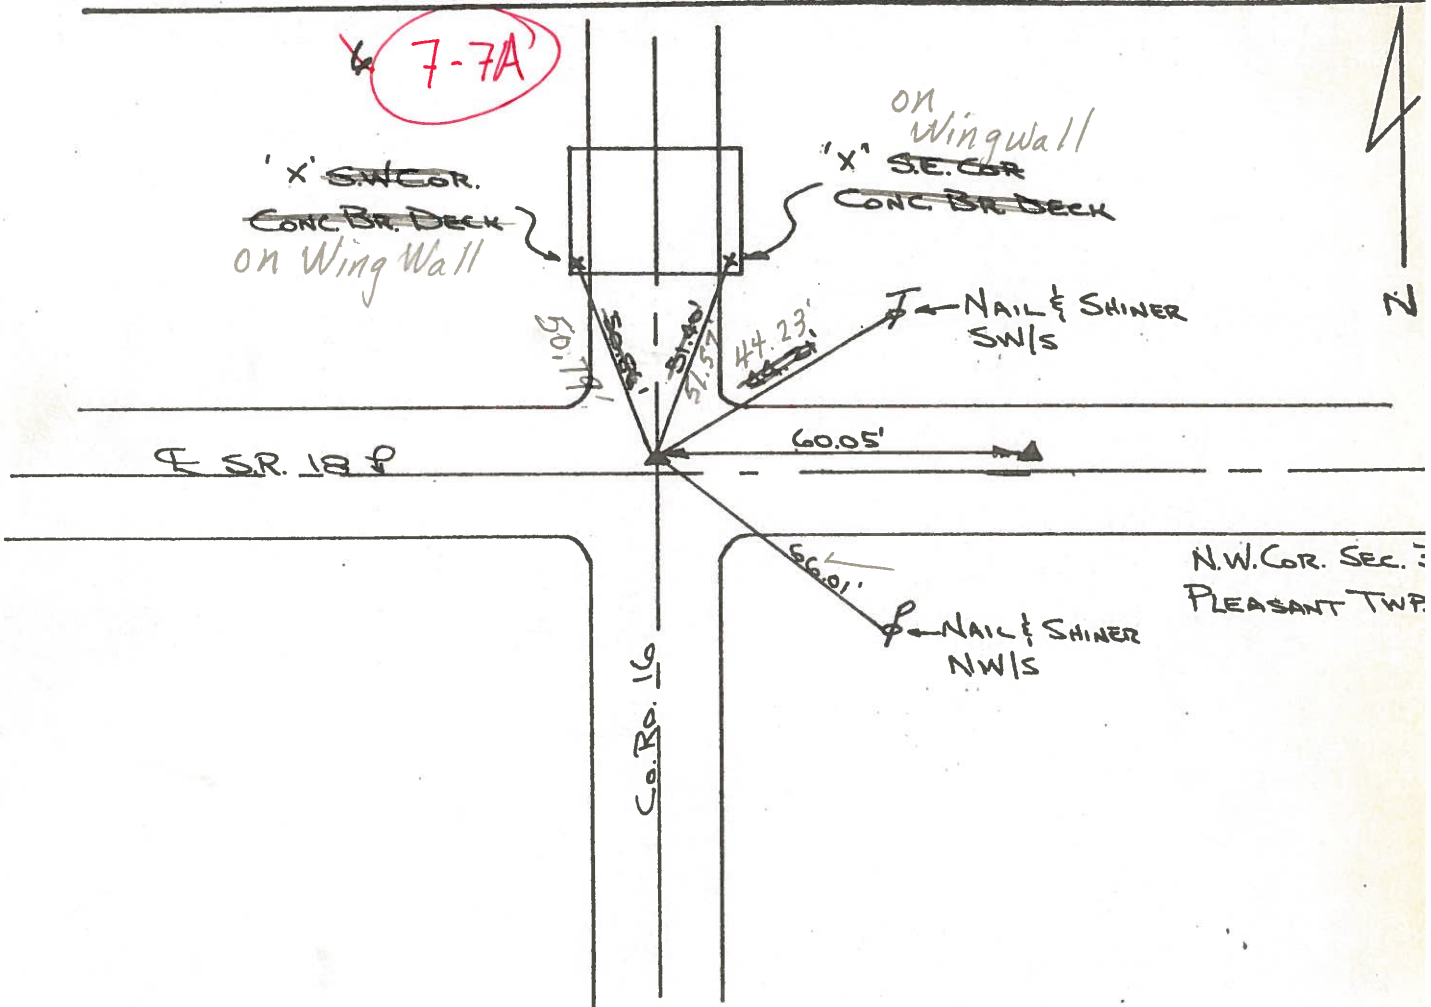 7-7A
on
Wingwall
'X' S.W COR.
CONC. BR. DECK
on Wing Wall
"X" S.E. COR
CONC. BR. DECK
N
NAIL & SHINER
SW/S
50.79'
51.57
44.23'
60.05'
℄ S.R. 18
56.01'
N.W. COR. SEC.
PLEASANT TWP.
NAIL & SHINER
NW/S
CO. RD. 16